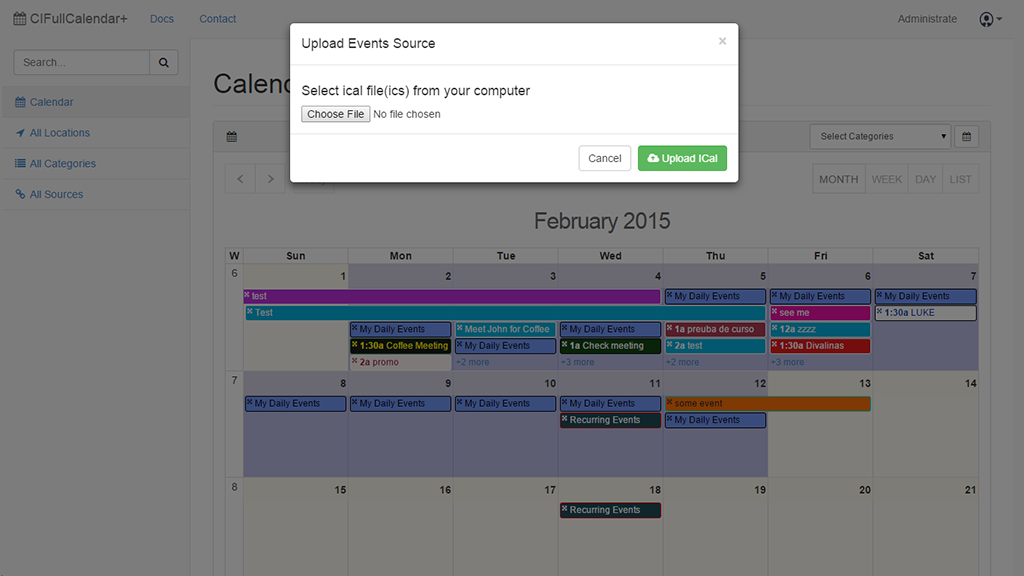 CIFullCalendar+ Docs Contact Administrate
Upload Events Source ×
Search...
Calendar
All Locations
All Categories
All Sources
Calend
Select ical file(ics) from your computer
Choose File No file chosen
Cancel Upload ICal
Select Categories
< >
MONTH WEEK DAY LIST
February 2015
W Sun Mon Tue Wed Thu Fri Sat
6 1 2 3 4 5 6 7
test My Daily Events My Daily Events My Daily Events
Test see me 1:30a LUKE
My Daily Events Meet John for Coffee My Daily Events 1a preuba de curso 12a zzzz
1:30a Coffee Meeting My Daily Events 1a Check meeting 2a test 1:30a Divalinas
2a promo +2 more +3 more +2 more +3 more
7 8 9 10 11 12 13 14
My Daily Events My Daily Events My Daily Events My Daily Events some event
Recurring Events My Daily Events
8 15 16 17 18 19 20 21
Recurring Events